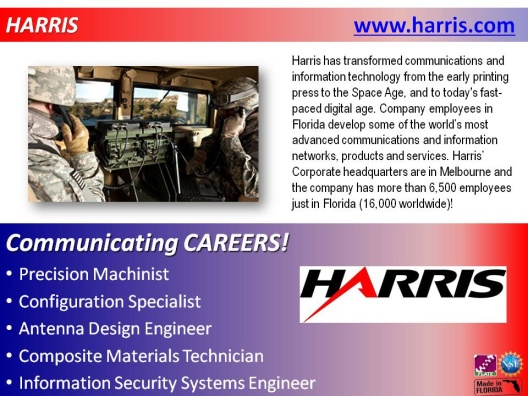 HARRIS
www.harris.com
Harris has transformed communications and
information technology from the early printing
press to the Space Age, and to today's fast-
paced digital age. Company employees in
Florida develop some of the world's most
advanced communications and information
networks, products and services. Harris'
Corporate headquarters are in Melbourne and
the company has more than 6,500 employees
just in Florida (16,000 worldwide)!
Communicating CAREERS!
• Precision Machinist
• Configuration Specialist
• Antenna Design Engineer
• Composite Materials Technician
• Information Security Systems Engineer
HARRIS
FLATE
NSF
Made in
FLORIDA